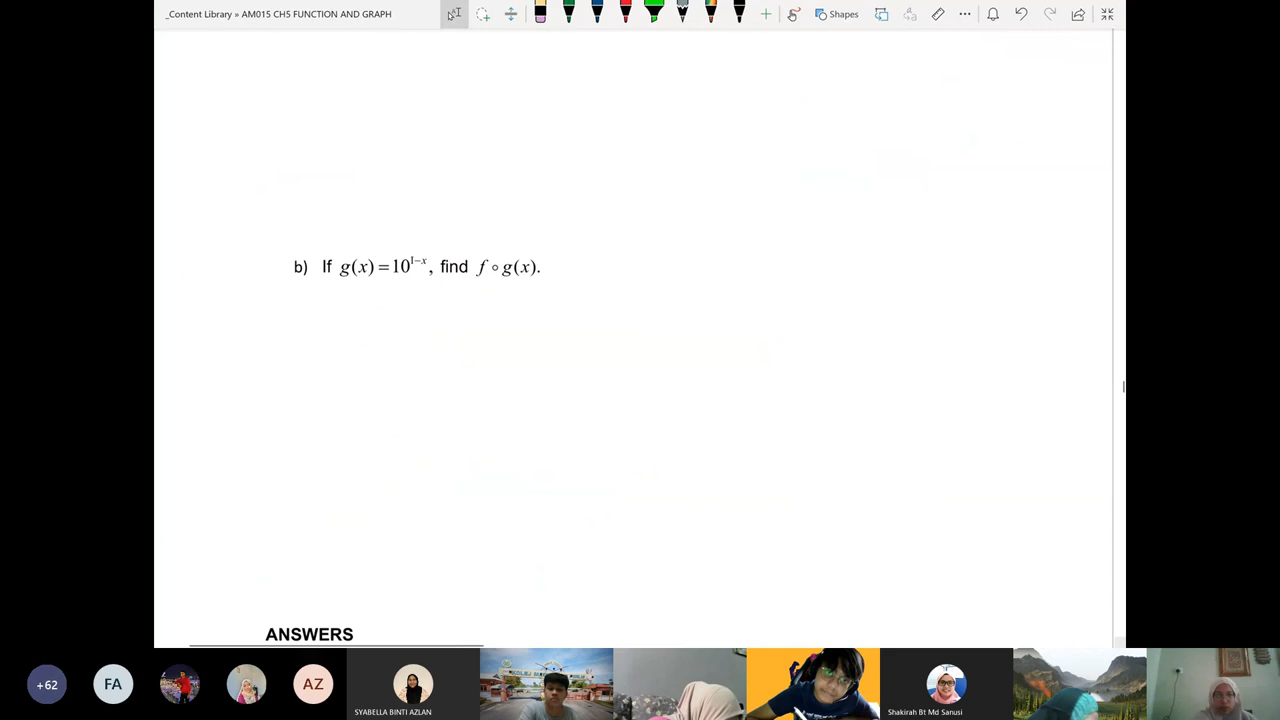 _Content Library » AM015 CH5 FUNCTION AND GRAPH
Shapes
b) If g(x) = 10^{1−x}, find f ∘ g(x).
ANSWERS
+62
FA
AZ
SYABELLA BINTI AZLAN
Shakirah Bt Md Sanusi